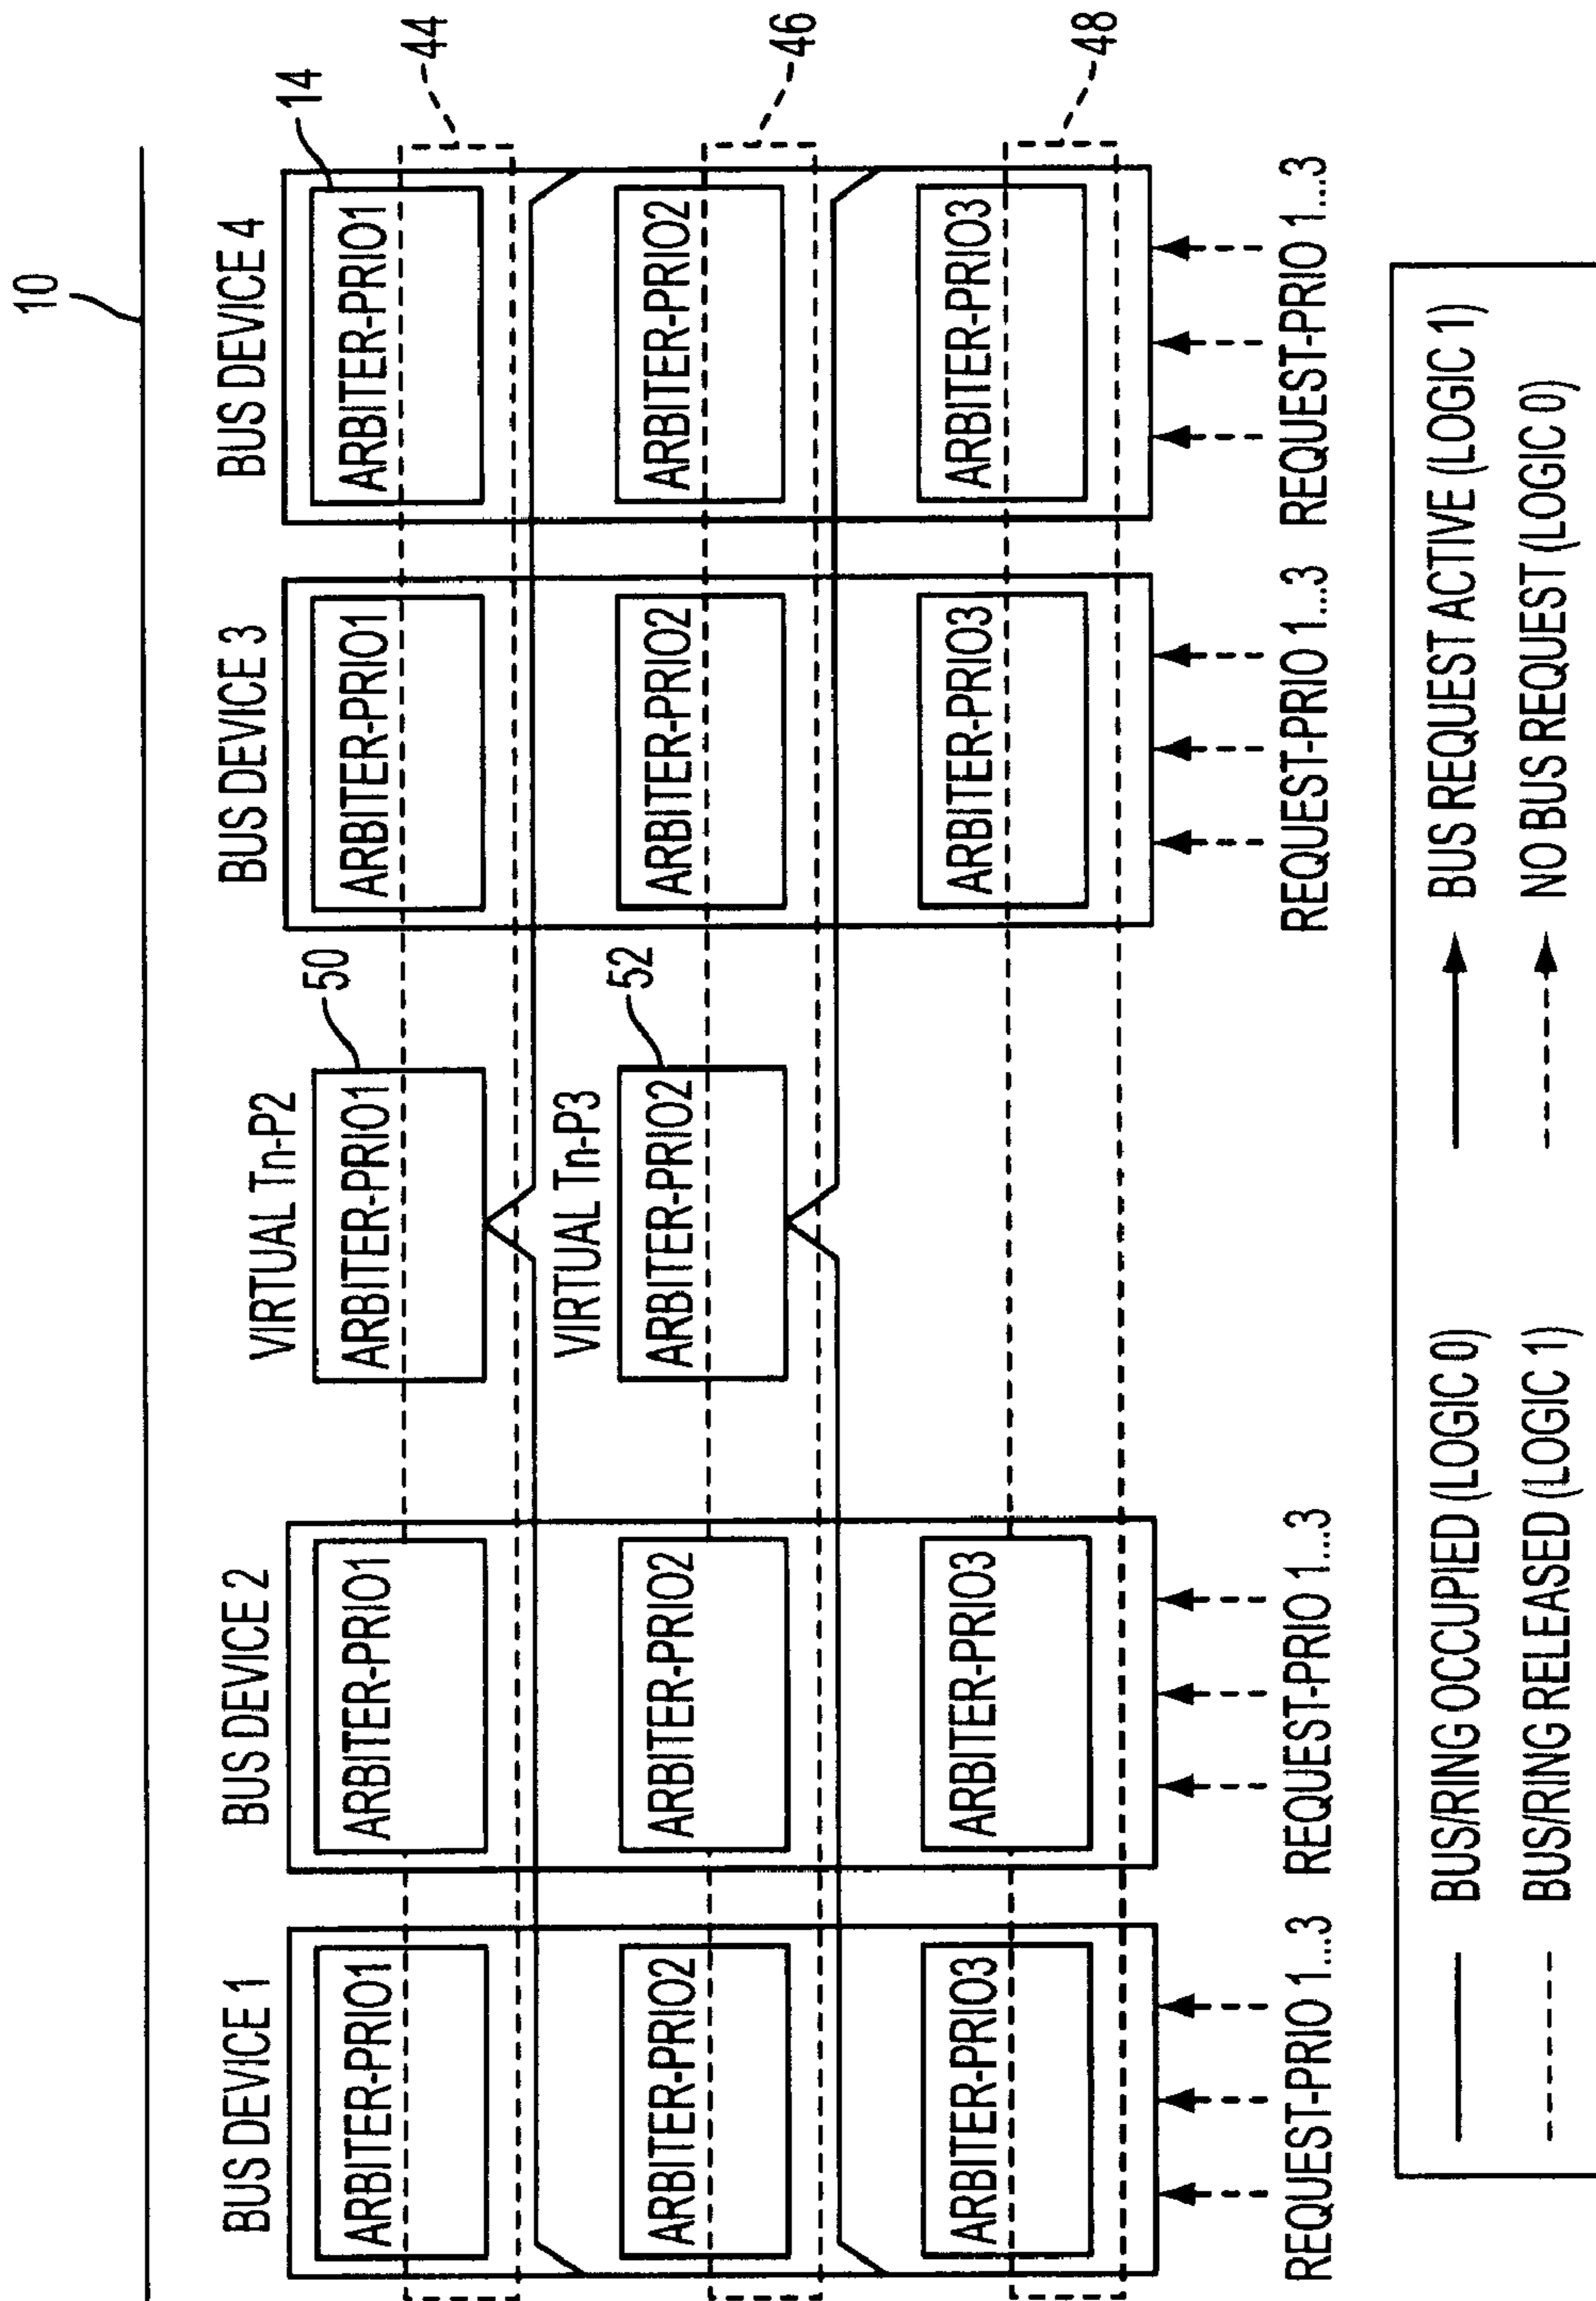 10
BUS DEVICE 1
BUS DEVICE 2
VIRTUAL Tn-P2
50
BUS DEVICE 3
BUS DEVICE 4
14
ARBITER-PRIO1
ARBITER-PRIO1
ARBITER-PRIO1
ARBITER-PRIO1
ARBITER-PRIO1
44
VIRTUAL Tn-P3
52
ARBITER-PRIO2
ARBITER-PRIO2
ARBITER-PRIO2
ARBITER-PRIO2
ARBITER-PRIO2
46
ARBITER-PRIO3
ARBITER-PRIO3
ARBITER-PRIO3
ARBITER-PRIO3
48
REQUEST-PRIO 1...3
REQUEST-PRIO 1...3
REQUEST-PRIO 1...3
REQUEST-PRIO 1...3
BUS/RING OCCUPIED (LOGIC 0)
BUS REQUEST ACTIVE (LOGIC 1)
BUS/RING RELEASED (LOGIC 1)
NO BUS REQUEST (LOGIC 0)